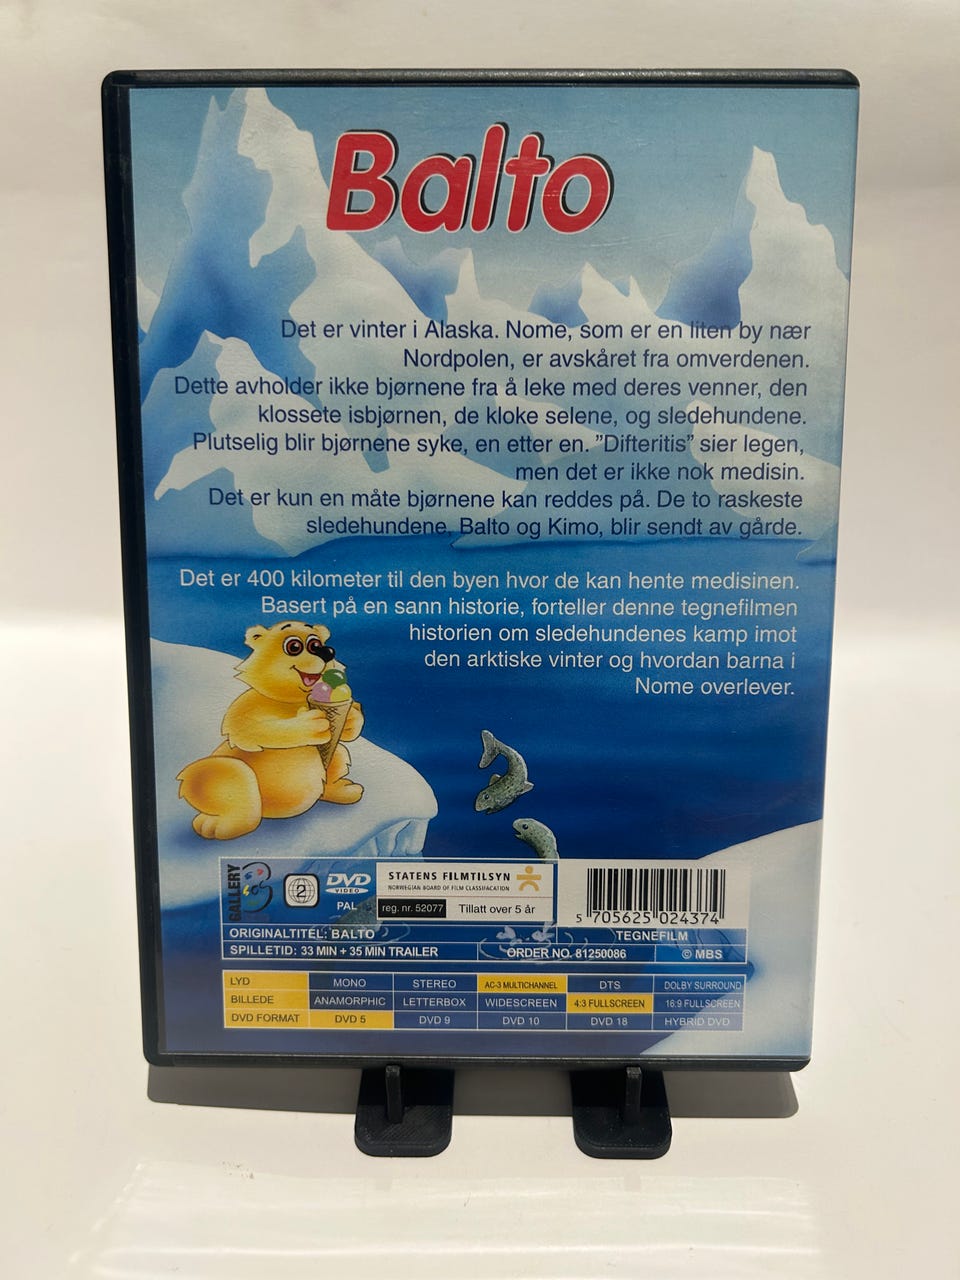 Balto
Det er vinter i Alaska. Nome, som er en liten by nær
Nordpolen, er avskåret fra omverdenen.
Dette avholder ikke bjørnene fra å leke med deres venner, den
klossete isbjørnen, de kloke selene, og sledehundene.
Plutselig blir bjørnene syke, en etter en. ”Difteritis” sier legen,
men det er ikke nok medisin.
Det er kun en måte bjørnene kan reddes på. De to raskeste
sledehundene, Balto og Kimo, blir sendt av gårde.
Det er 400 kilometer til den byen hvor de kan hente medisinen.
Basert på en sann historie, forteller denne tegnefilmen
historien om sledehundenes kamp imot
den arktiske vinter og hvordan barna i
Nome overlever.
GALLERY
2
DVD
VIDEO
PAL
STATENS FILMTILSYN
NORWEGIAN BOARD OF FILM CLASSIFACATION
reg. nr. 52077 Tillatt over 5 år
5 705625 024374
ORIGINALTITEL: BALTO TEGNEFILM
SPILLETID: 33 MIN + 35 MIN TRAILER ORDER NO. 81250086 © MBS
LYD MONO STEREO AC-3 MULTICHANNEL DTS DOLBY SURROUND
BILLEDE ANAMORPHIC LETTERBOX WIDESCREEN 4:3 FULLSCREEN 16:9 FULLSCREEN
DVD FORMAT DVD 5 DVD 9 DVD 10 DVD 18 HYBRID DVD